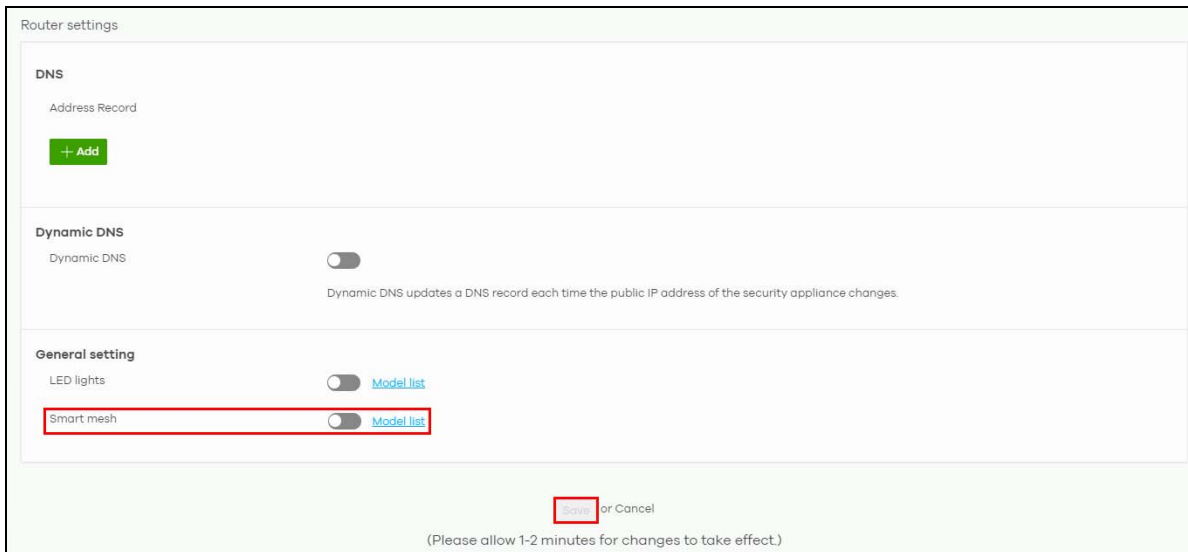 Router settings
DNS
Address Record
+ Add
Dynamic DNS
Dynamic DNS
Dynamic DNS updates a DNS record each time the public IP address of the security appliance changes.
General setting
LED lights Model list
Smart mesh Model list
Save or Cancel
(Please allow 1-2 minutes for changes to take effect.)